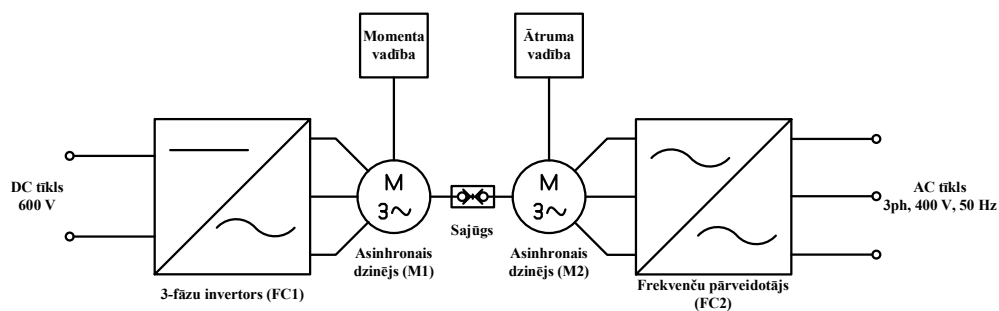 Momenta
vadība
Ātruma
vadība
DC tīkls
600 V
M
3~
Sajūgs
M
3~
AC tīkls
3ph, 400 V, 50 Hz
Asinhronais
dzinējs (M1)
Asinhronais
dzinējs (M2)
3-fāzu invertors (FC1)
Frekvenču pārveidotājs
(FC2)